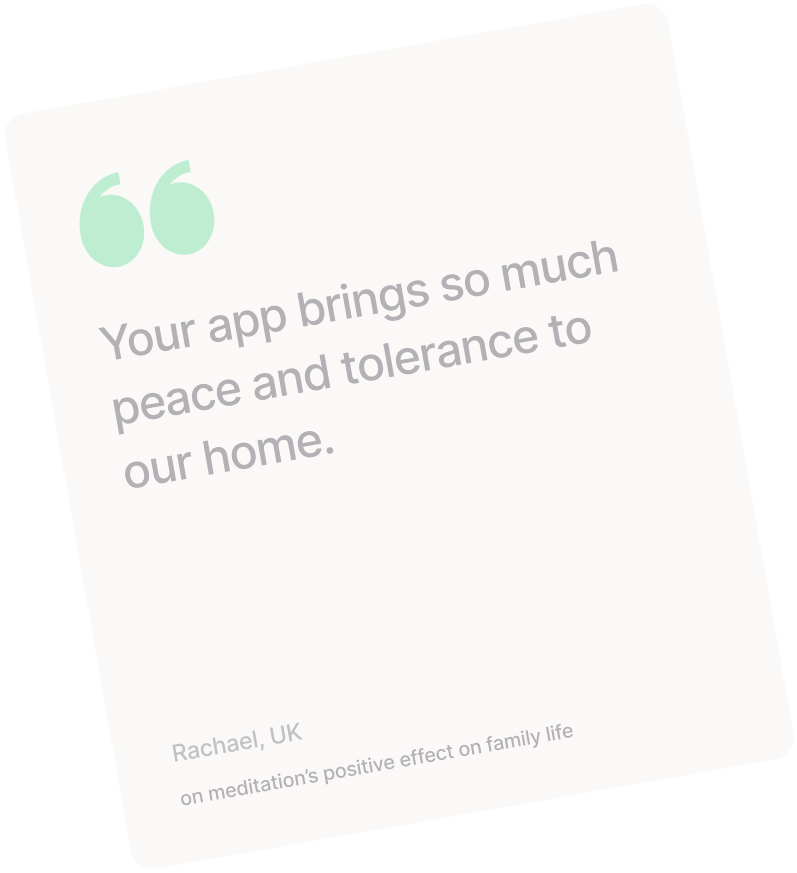 Your app brings so much
peace and tolerance to
our home.
Rachael, UK
on meditation’s positive effect on family life